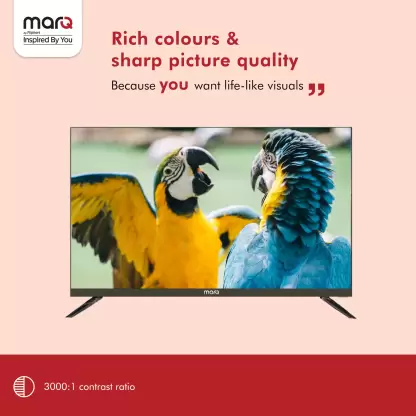 marQ
by Flipkart
Inspired By You
Rich colours &
sharp picture quality
Because you want life-like visuals ”
marQ
3000:1 contrast ratio